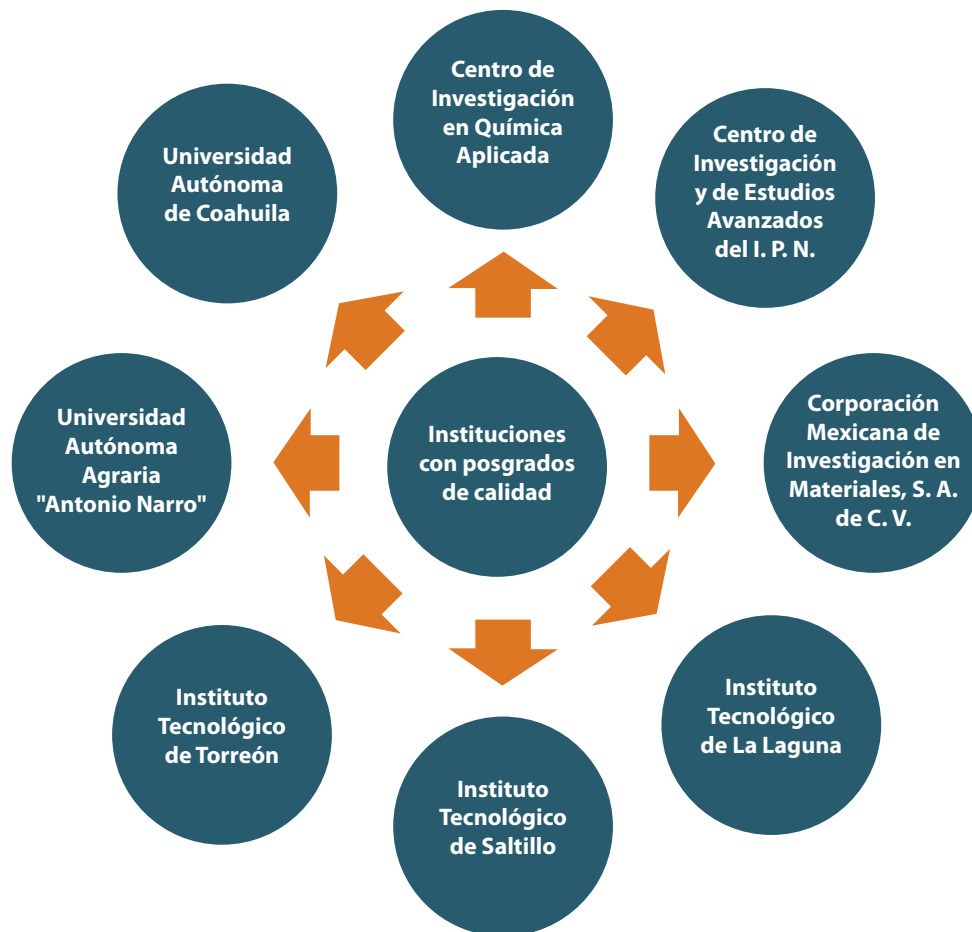 Centro de
Investigación
en Química
Aplicada
Centro de
Investigación
y de Estudios
Avanzados
del I. P. N.
Corporación
Mexicana de
Investigación en
Materiales, S. A.
de C. V.
Instituto
Tecnológico
de La Laguna
Instituto
Tecnológico
de Saltillo
Instituto
Tecnológico
de Torreón
Universidad
Autónoma
Agraria
"Antonio Narro"
Universidad
Autónoma
de Coahuila
Instituciones
con posgrados
de calidad